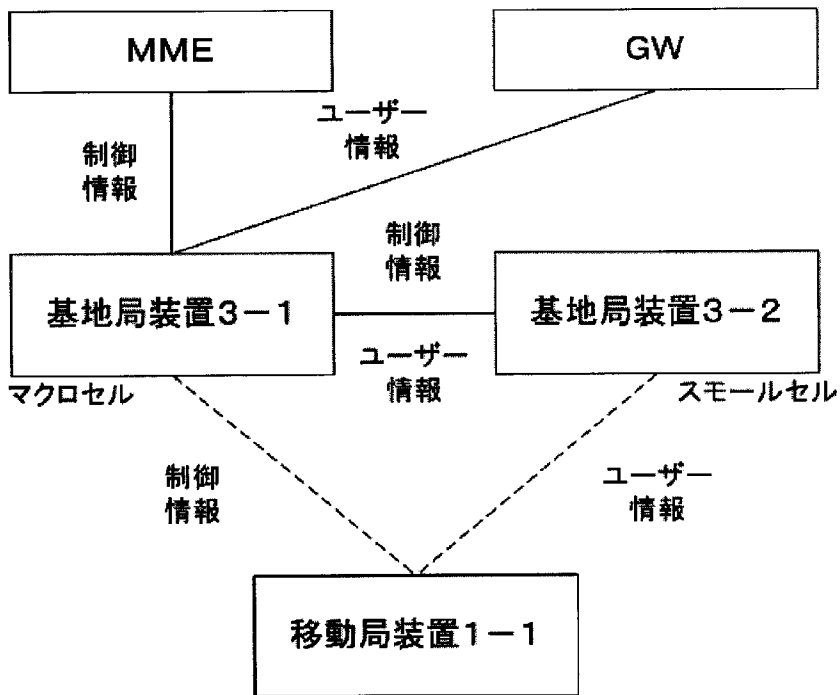 MME
GW
ユーザー
情報
制御
情報
制御
情報
基地局装置3－1
基地局装置3－2
ユーザー
情報
マクロセル
スモールセル
制御
情報
ユーザー
情報
移動局装置1－1